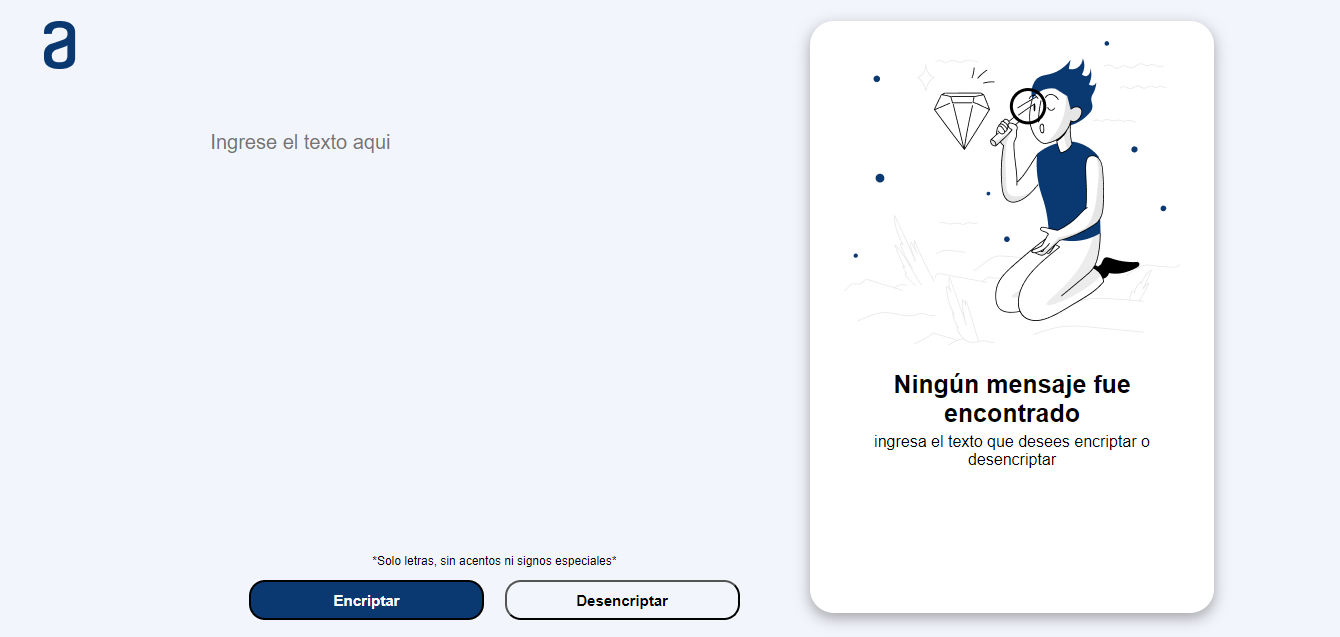 a
Ingrese el texto aqui
Ningún mensaje fue
encontrado
ingresa el texto que desees encriptar o
desencriptar
*Solo letras, sin acentos ni signos especiales*
Encriptar
Desencriptar